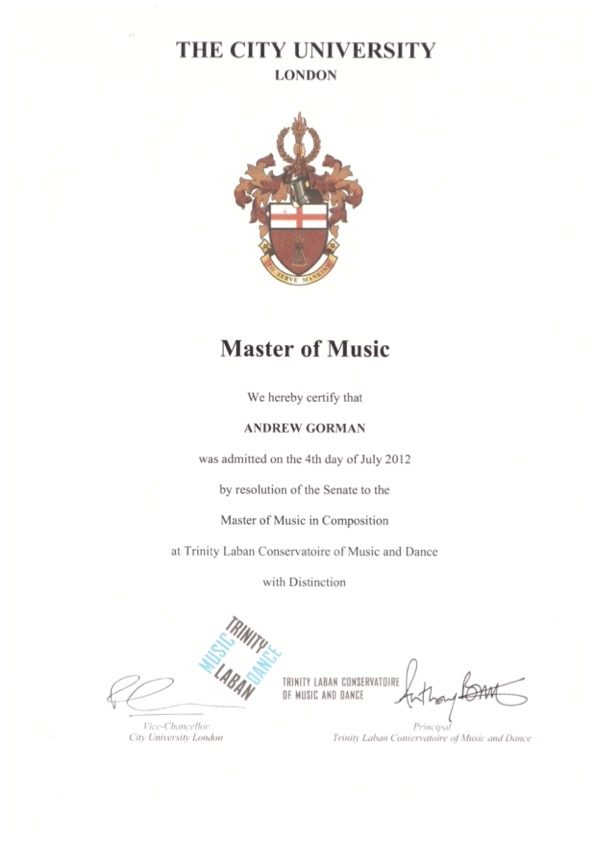 THE CITY UNIVERSITY
LONDON
TO SERVE MANKIND
Master of Music
We hereby certify that
ANDREW GORMAN
was admitted on the 4th day of July 2012
by resolution of the Senate to the
Master of Music in Composition
at Trinity Laban Conservatoire of Music and Dance
with Distinction
TRINITY
MUSIC
DANCE
LABAN
TRINITY LABAN CONSERVATOIRE
OF MUSIC AND DANCE
Anthony
Vice-Chancellor
City University London
Principal
Trinity Laban Conservatoire of Music and Dance